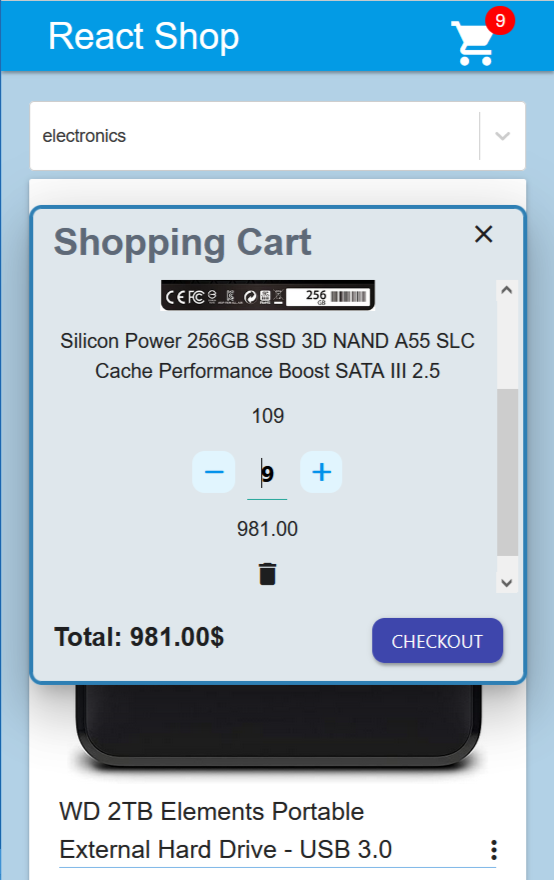 React Shop
9
electronics
Shopping Cart
CE FC
256
GB
Silicon Power 256GB SSD 3D NAND A55 SLC
Cache Performance Boost SATA III 2.5
109
− 9 +
981.00
Total: 981.00$
CHECKOUT
WD 2TB Elements Portable
External Hard Drive - USB 3.0